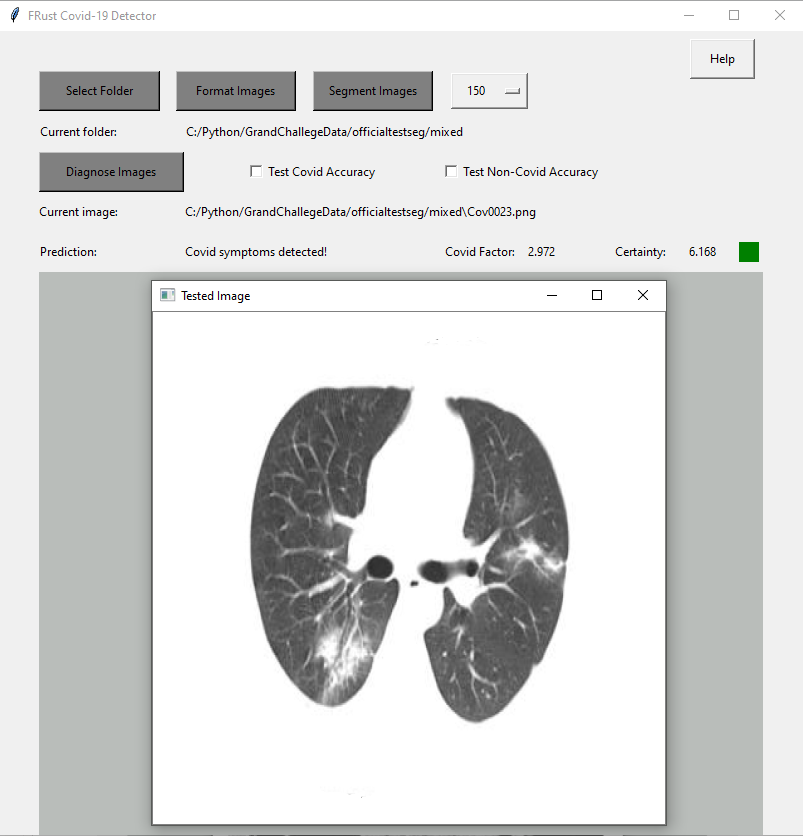 FRust Covid-19 Detector
Help
Select Folder Format Images Segment Images 150
Current folder: C:/Python/GrandChallegeData/officialtestseg/mixed
Diagnose Images Test Covid Accuracy Test Non-Covid Accuracy
Current image: C:/Python/GrandChallegeData/officialtestseg/mixed\Cov0023.png
Prediction: Covid symptoms detected! Covid Factor: 2.972 Certainty: 6.168
Tested Image